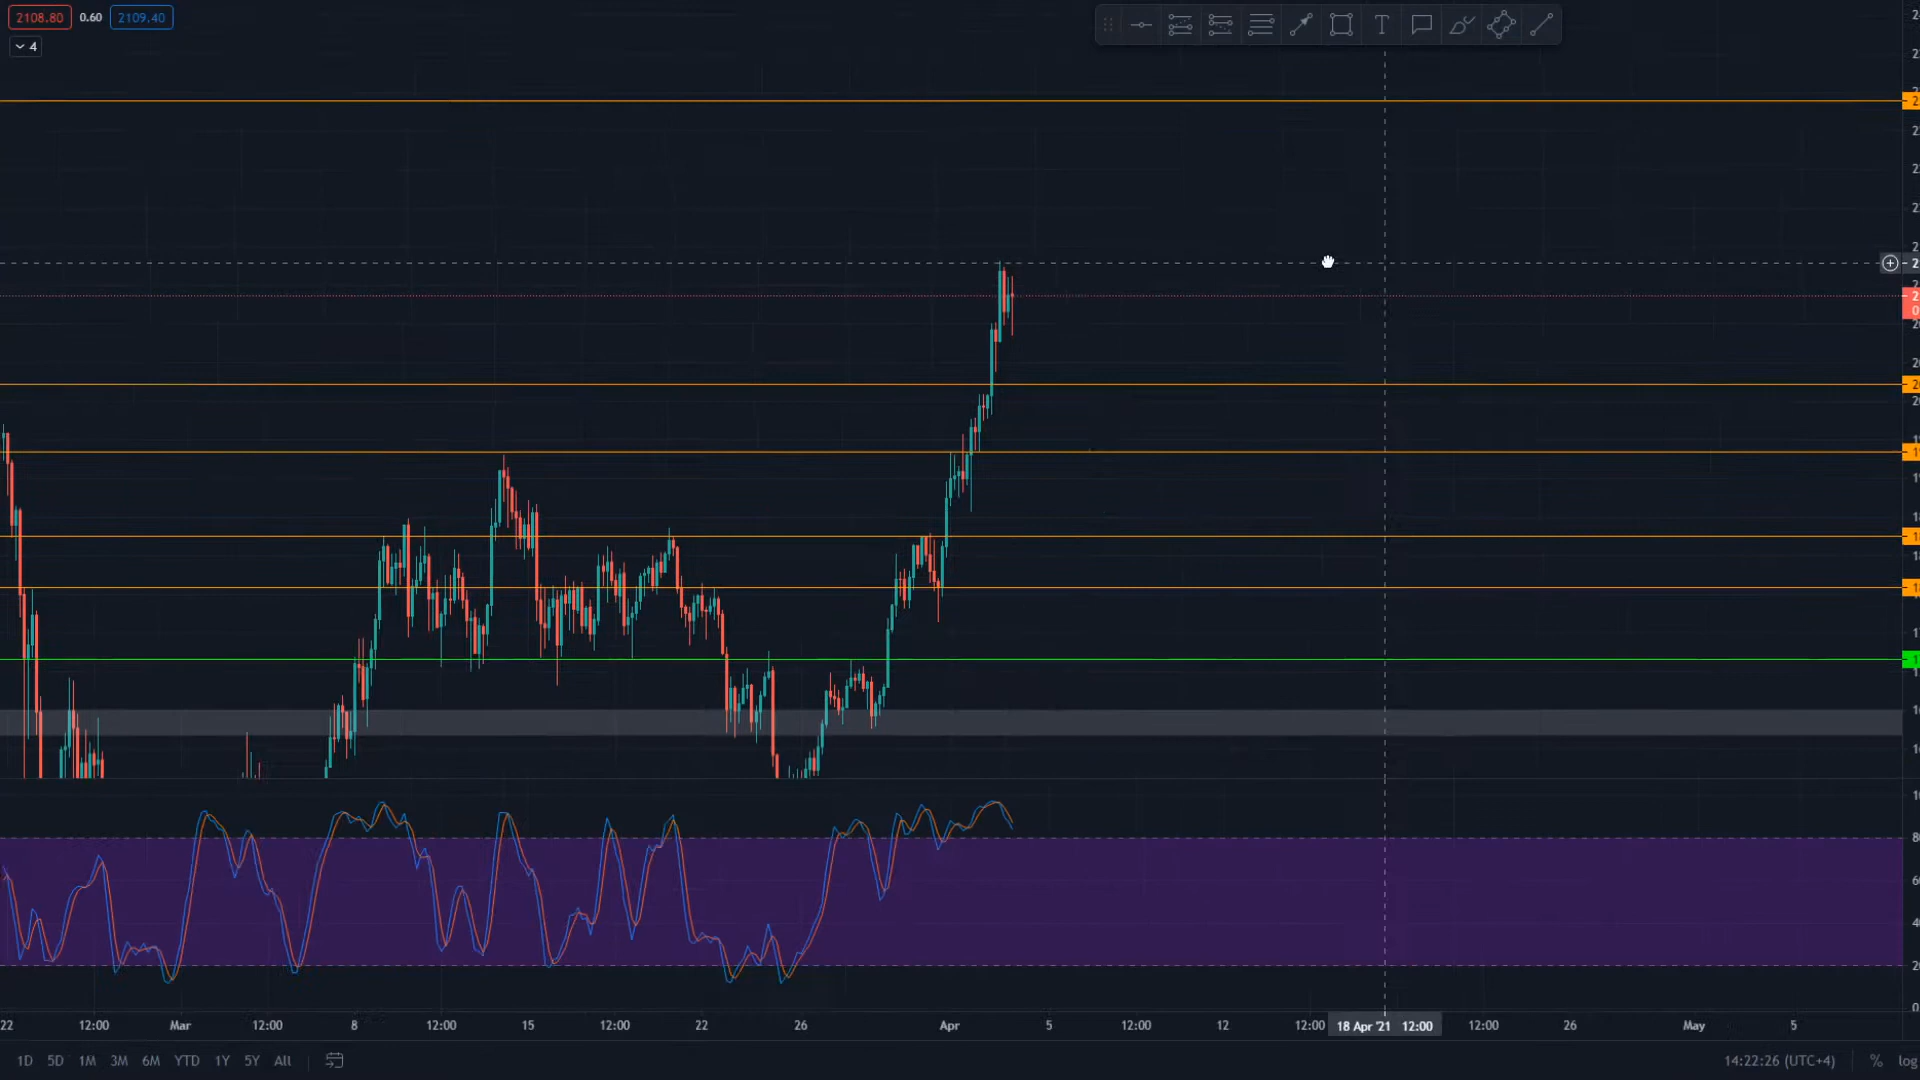 2108.80 0.60 2109.40
4
22 12:00 Mar 12:00 8 12:00 15 12:00 22 26 Apr 5 12:00 12 12:00 18 Apr '21 12:00 12:00 26 May 5
1D 5D 1M 3M 6M YTD 1Y 5Y All 14:22:26 (UTC+4) % log